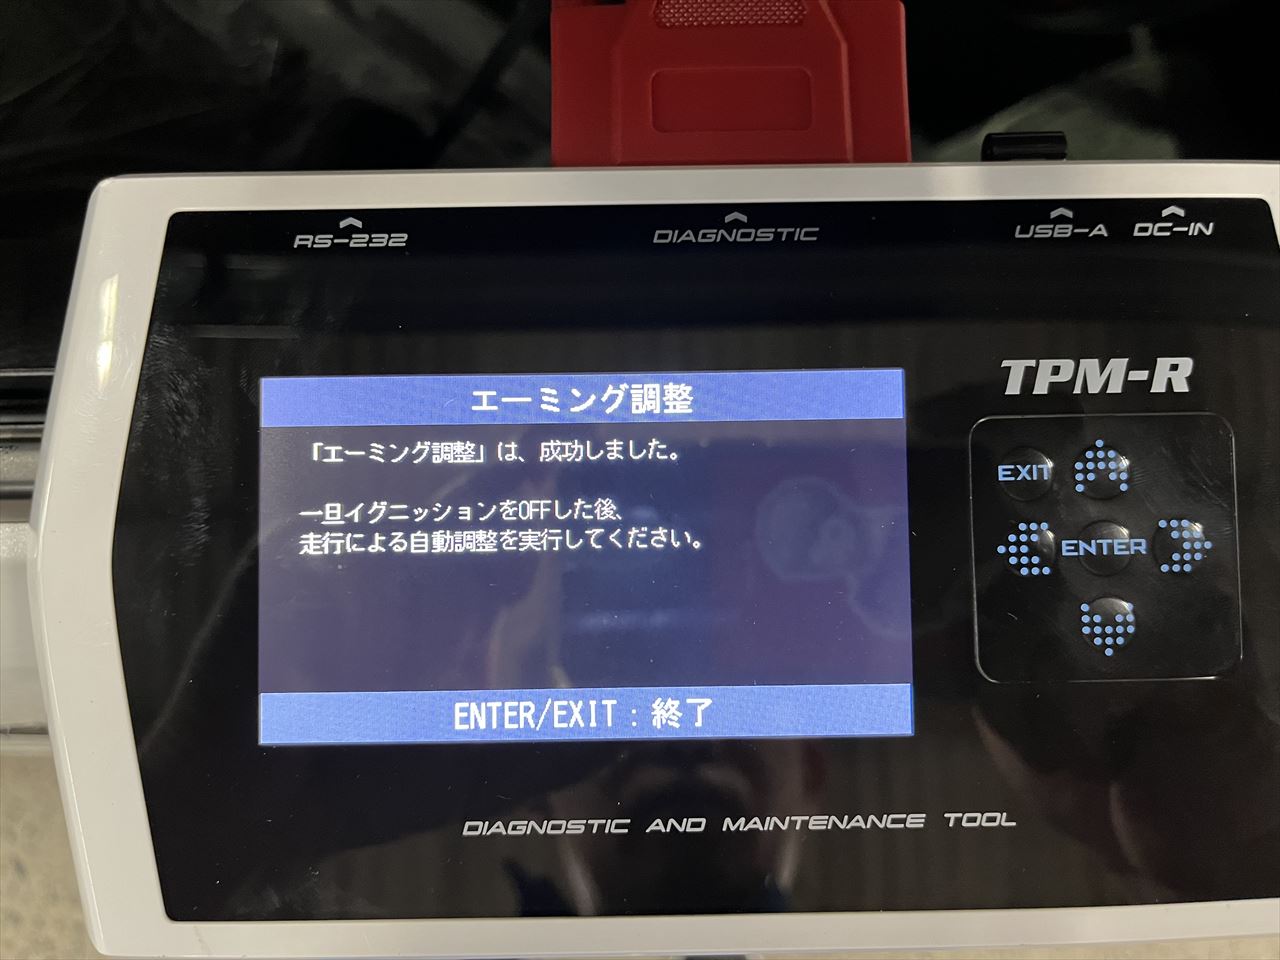 RS-232
DIAGNOSTIC
USB-A
DC-IN
TPM-R
エーミング調整
「エーミング調整」は、成功しました。
一旦イグニッションをOFFした後、
走行による自動調整を実行してください。
ENTER/EXIT：終了
EXIT
ENTER
DIAGNOSTIC AND MAINTENANCE TOOL